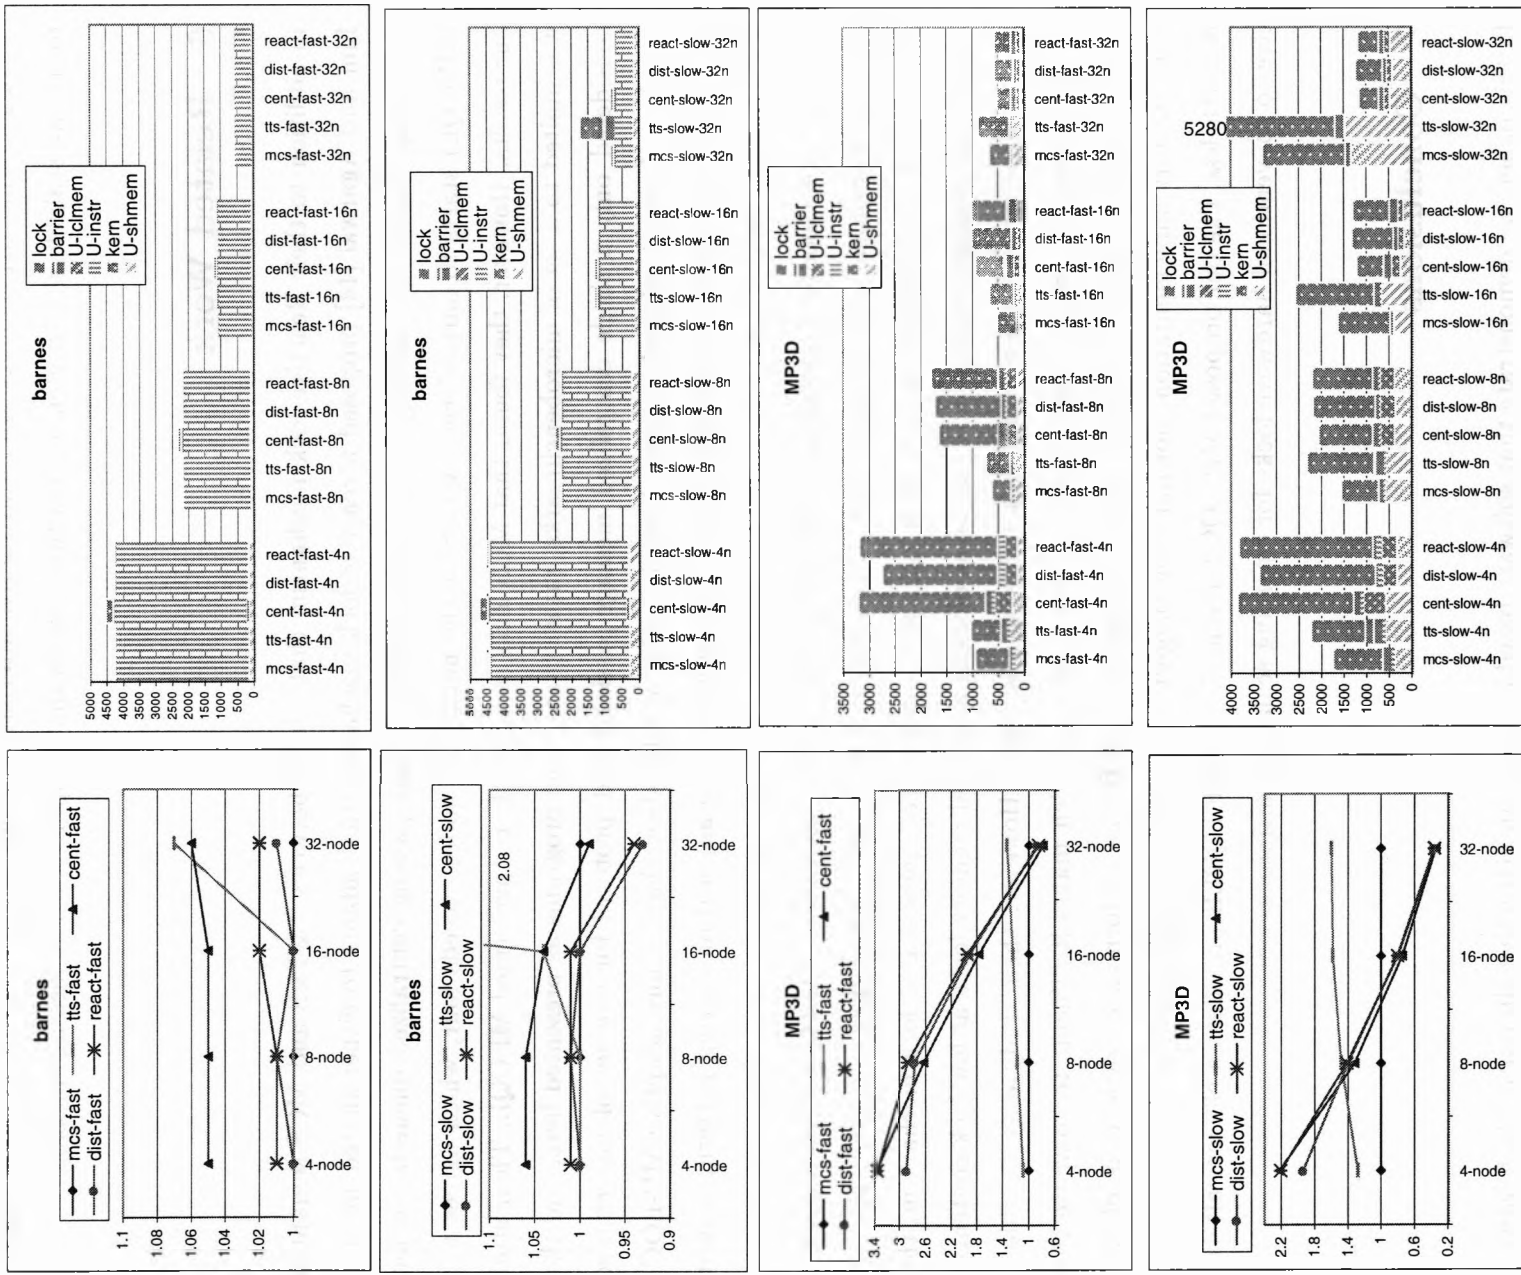 barnes
lock
barrier
U-lclmem
U-instr
kern
U-shmem
5000
4500
4000
3500
3000
2500
2000
1500
1000
500
0
react-fast-32n
dist-fast-32n
cent-fast-32n
tts-fast-32n
mcs-fast-32n
react-fast-16n
dist-fast-16n
cent-fast-16n
tts-fast-16n
mcs-fast-16n
react-fast-8n
dist-fast-8n
cent-fast-8n
tts-fast-8n
mcs-fast-8n
react-fast-4n
dist-fast-4n
cent-fast-4n
tts-fast-4n
mcs-fast-4n
barnes
lock
barrier
U-lclmem
U-instr
kern
U-shmem
4500
4000
3500
3000
2500
2000
1500
1000
500
0
react-slow-32n
dist-slow-32n
cent-slow-32n
tts-slow-32n
mcs-slow-32n
react-slow-16n
dist-slow-16n
cent-slow-16n
tts-slow-16n
mcs-slow-16n
react-slow-8n
dist-slow-8n
cent-slow-8n
tts-slow-8n
mcs-slow-8n
react-slow-4n
dist-slow-4n
cent-slow-4n
tts-slow-4n
mcs-slow-4n
MP3D
lock
barrier
U-lclmem
U-instr
kern
U-shmem
3500
3000
2500
2000
1500
1000
500
0
react-fast-32n
dist-fast-32n
cent-fast-32n
tts-fast-32n
mcs-fast-32n
react-fast-16n
dist-fast-16n
cent-fast-16n
tts-fast-16n
mcs-fast-16n
react-fast-8n
dist-fast-8n
cent-fast-8n
tts-fast-8n
mcs-fast-8n
react-fast-4n
dist-fast-4n
cent-fast-4n
tts-fast-4n
mcs-fast-4n
MP3D
5280
lock
barrier
U-lclmem
U-instr
kern
U-shmem
4000
3500
3000
2500
2000
1500
1000
500
0
react-slow-32n
dist-slow-32n
cent-slow-32n
tts-slow-32n
mcs-slow-32n
react-slow-16n
dist-slow-16n
cent-slow-16n
tts-slow-16n
mcs-slow-16n
react-slow-8n
dist-slow-8n
cent-slow-8n
tts-slow-8n
mcs-slow-8n
react-slow-4n
dist-slow-4n
cent-slow-4n
tts-slow-4n
mcs-slow-4n
barnes
mcs-fast tts-fast cent-fast
dist-fast react-fast
1.1
1.08
1.06
1.04
1.02
1
32-node
16-node
8-node
4-node
barnes
mcs-slow tts-slow cent-slow
dist-slow react-slow
2.08
1.1
1.05
1
0.95
0.9
32-node
16-node
8-node
4-node
MP3D
mcs-fast tts-fast cent-fast
dist-fast react-fast
3.4
3
2.6
2.2
1.8
1.4
1
0.6
32-node
16-node
8-node
4-node
MP3D
mcs-slow tts-slow cent-slow
dist-slow react-slow
2.2
1.8
1.4
1
0.6
0.2
32-node
16-node
8-node
4-node